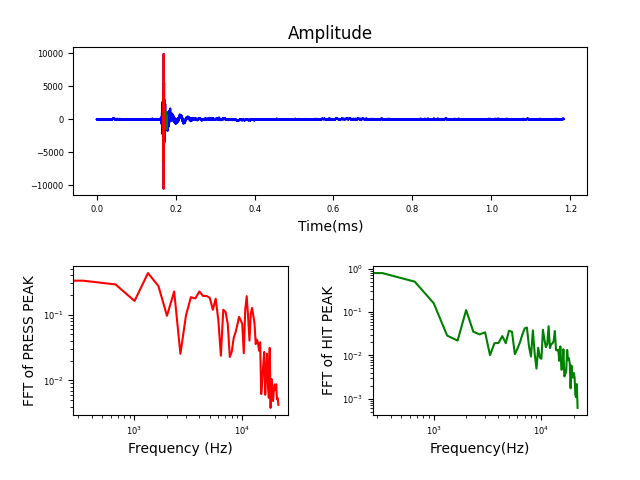 Amplitude
10000
5000
0
−5000
−10000
0.0 0.2 0.4 0.6 0.8 1.0 1.2
Time(ms)
FFT of PRESS PEAK
10⁻¹
10⁻²
10³ 10⁴
Frequency (Hz)
FFT of HIT PEAK
10⁰
10⁻¹
10⁻²
10⁻³
10³ 10⁴
Frequency(Hz)